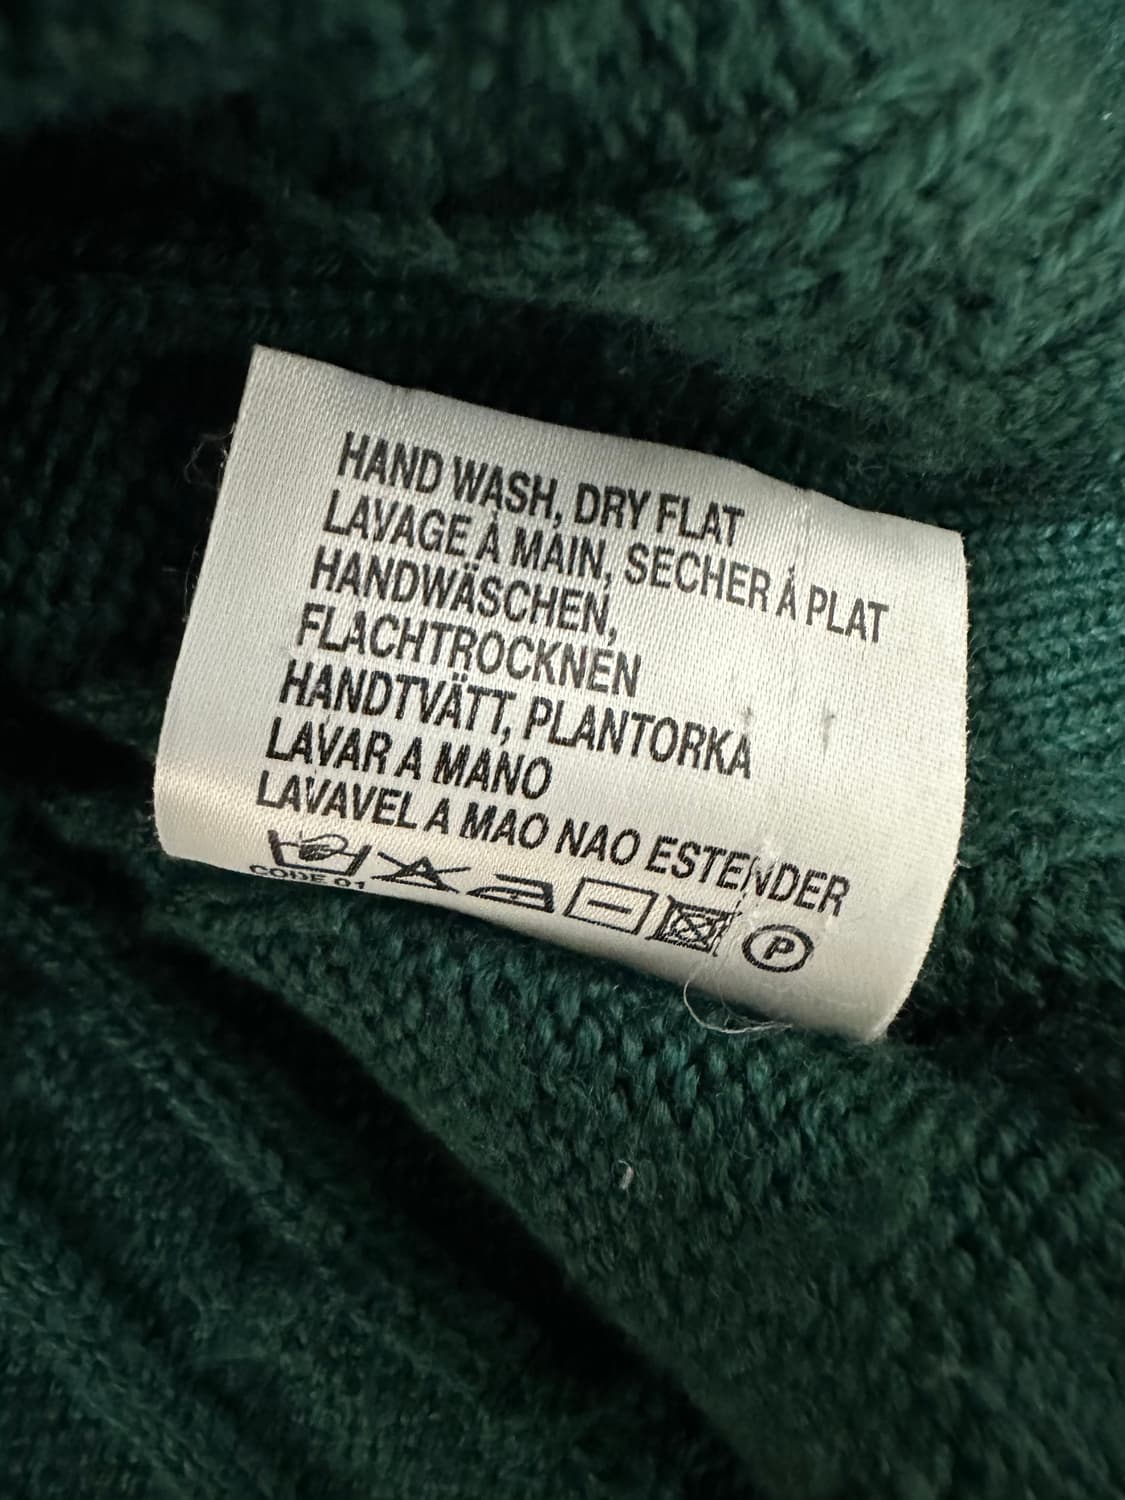 HAND WASH, DRY FLAT
LAVAGE À MAIN, SECHER Á PLAT
HANDWÄSCHEN,
FLACHTROCKNEN
HANDTVÄTT, PLANTORKA
LAVAR A MANO
LAVAVEL A MAO NAO ESTENDER
P
CODE 01